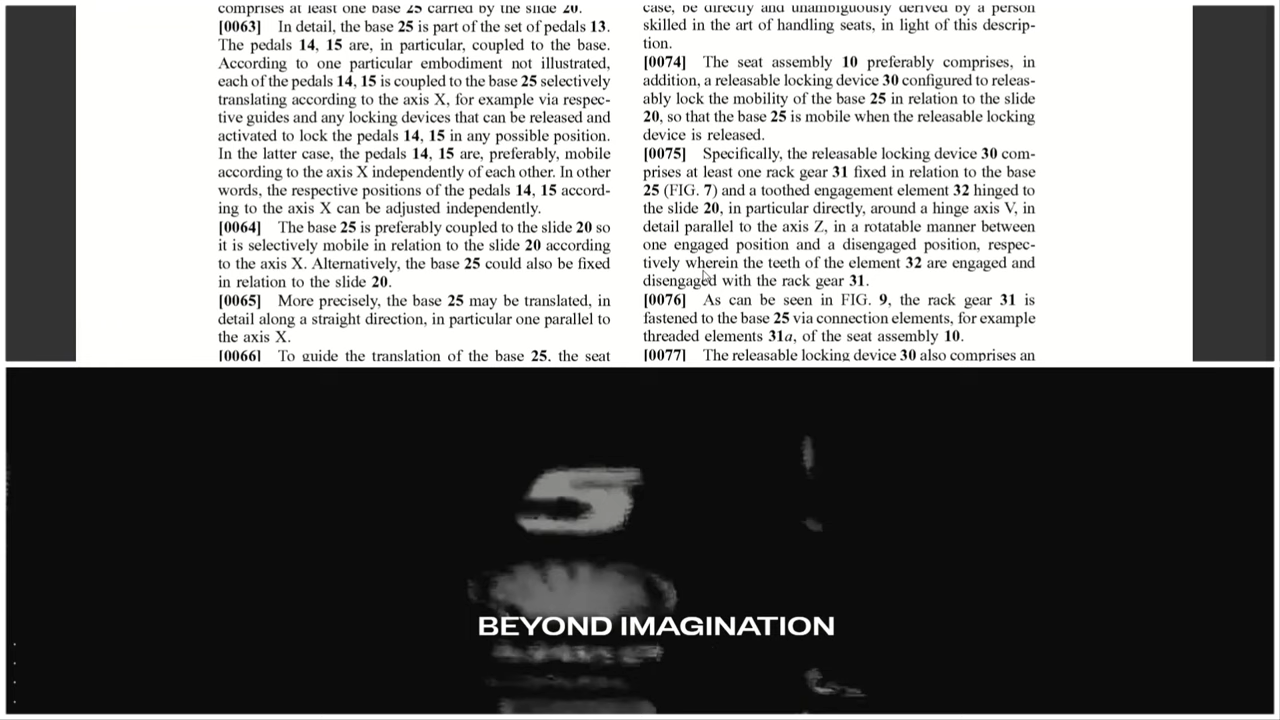 comprises at least one base 25 carried by the slide 20.
[0063] In detail, the base 25 is part of the set of pedals 13.
The pedals 14, 15 are, in particular, coupled to the base.
According to one particular embodiment not illustrated,
each of the pedals 14, 15 is coupled to the base 25 selectively
translating according to the axis X, for example via respec-
tive guides and any locking devices that can be released and
activated to lock the pedals 14, 15 in any possible position.
In the latter case, the pedals 14, 15 are, preferably, mobile
according to the axis X independently of each other. In other
words, the respective positions of the pedals 14, 15 accord-
ing to the axis X can be adjusted independently.
[0064] The base 25 is preferably coupled to the slide 20 so
it is selectively mobile in relation to the slide 20 according
to the axis X. Alternatively, the base 25 could also be fixed
in relation to the slide 20.
[0065] More precisely, the base 25 may be translated, in
detail along a straight direction, in particular one parallel to
the axis X.
[0066] To guide the translation of the base 25, the seat
case, be directly and unambiguously derived by a person
skilled in the art of handling seats, in light of this descrip-
tion.
[0074] The seat assembly 10 preferably comprises, in
addition, a releasable locking device 30 configured to releas-
ably lock the mobility of the base 25 in relation to the slide
20, so that the base 25 is mobile when the releasable locking
device is released.
[0075] Specifically, the releasable locking device 30 com-
prises at least one rack gear 31 fixed in relation to the base
25 (FIG. 7) and a toothed engagement element 32 hinged to
the slide 20, in particular directly, around a hinge axis V, in
detail parallel to the axis Z, in a rotatable manner between
one engaged position and a disengaged position, respec-
tively wherein the teeth of the element 32 are engaged and
disengaged with the rack gear 31.
[0076] As can be seen in FIG. 9, the rack gear 31 is
fastened to the base 25 via connection elements, for example
threaded elements 31a, of the seat assembly 10.
[0077] The releasable locking device 30 also comprises an
5
BEYOND IMAGINATION